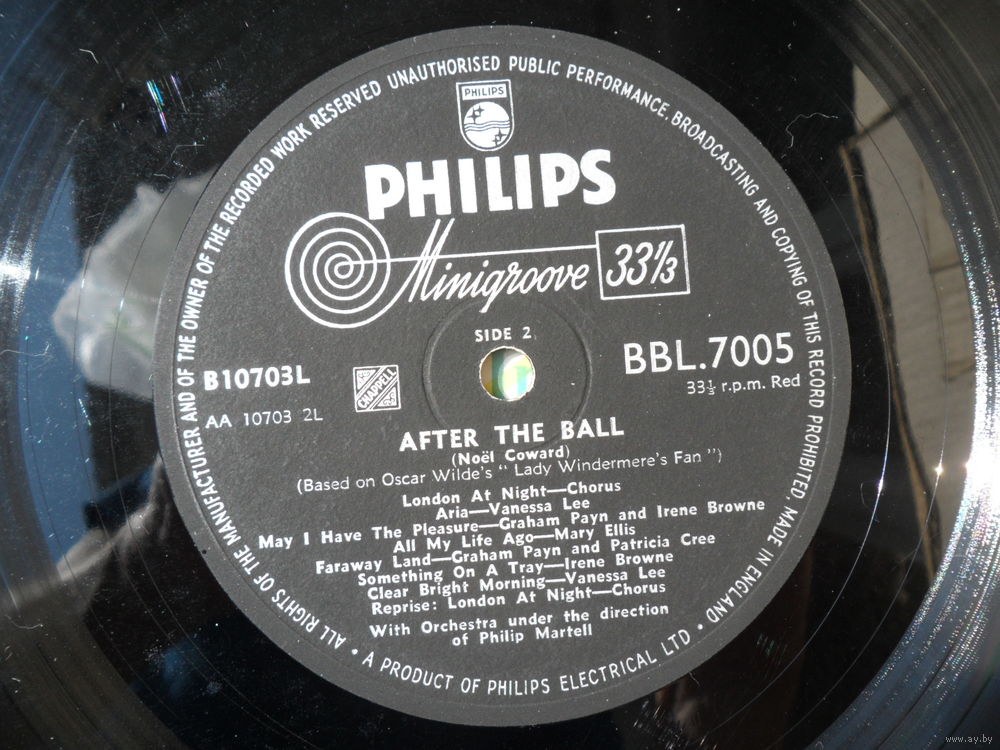 ALL RIGHTS OF THE MANUFACTURER AND OF THE OWNER OF THE RECORDED WORK RESERVED UNAUTHORISED PUBLIC PERFORMANCE, BROADCASTING AND COPYING OF THIS RECORD PROHIBITED. MADE IN ENGLAND
PHILIPS
PHILIPS
Minigroove 33⅓
SIDE 2
B10703L
BBL.7005
33⅓ r.p.m. Red
AA 10703 2L
CHAPPELL
AFTER THE BALL
(Noël Coward)
(Based on Oscar Wilde's "Lady Windermere's Fan")
London At Night—Chorus
Aria—Vanessa Lee
May I Have The Pleasure—Graham Payn and Irene Browne
All My Life Ago—Mary Ellis
Faraway Land—Graham Payn and Patricia Cree
Something On A Tray—Irene Browne
Clear Bright Morning—Vanessa Lee
Reprise: London At Night—Chorus
With Orchestra under the direction
of Philip Martell
• A PRODUCT OF PHILIPS ELECTRICAL LTD •
www.ay.by